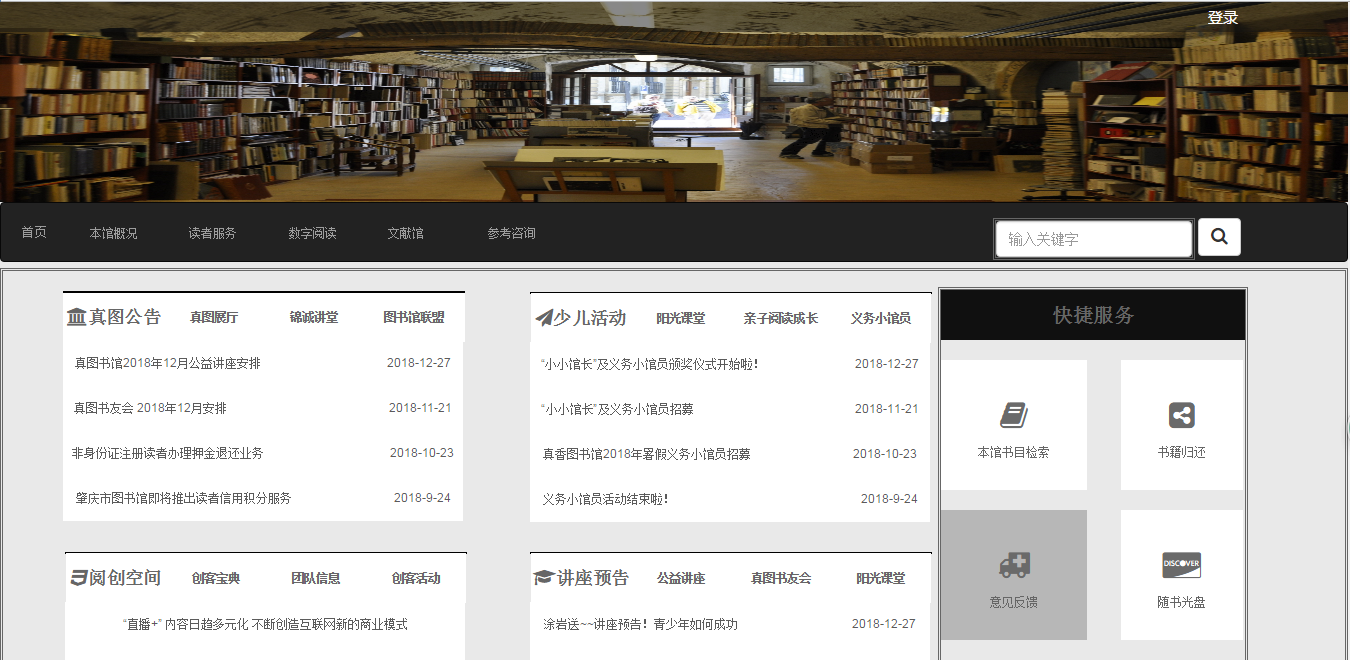 登录
首页 本馆概况 读者服务 数字阅读 文献馆 参考咨询 输入关键字
真图公告 真图展厅 锦诚讲堂 图书馆联盟
真图书馆2018年12月公益讲座安排 2018-12-27
真图书友会 2018年12月安排 2018-11-21
非身份证注册读者办理押金退还业务 2018-10-23
肇庆市图书馆即将推出读者信用积分服务 2018-9-24
少儿活动 阳光课堂 亲子阅读成长 义务小馆员
“小小馆长”及义务小馆员颁奖仪式开始啦！ 2018-12-27
“小小馆长”及义务小馆员招募 2018-11-21
真香图书馆2018年暑假义务小馆员招募 2018-10-23
义务小馆员活动结束啦！ 2018-9-24
快捷服务
本馆书目检索 书籍归还
意见反馈 DISCOVER 随书光盘
阅创空间 创客宝典 团队信息 创客活动
“直播+” 内容日趋多元化 不断创造互联网新的商业模式
讲座预告 公益讲座 真图书友会 阳光课堂
涂岩送~~讲座预告！青少年如何成功 2018-12-27